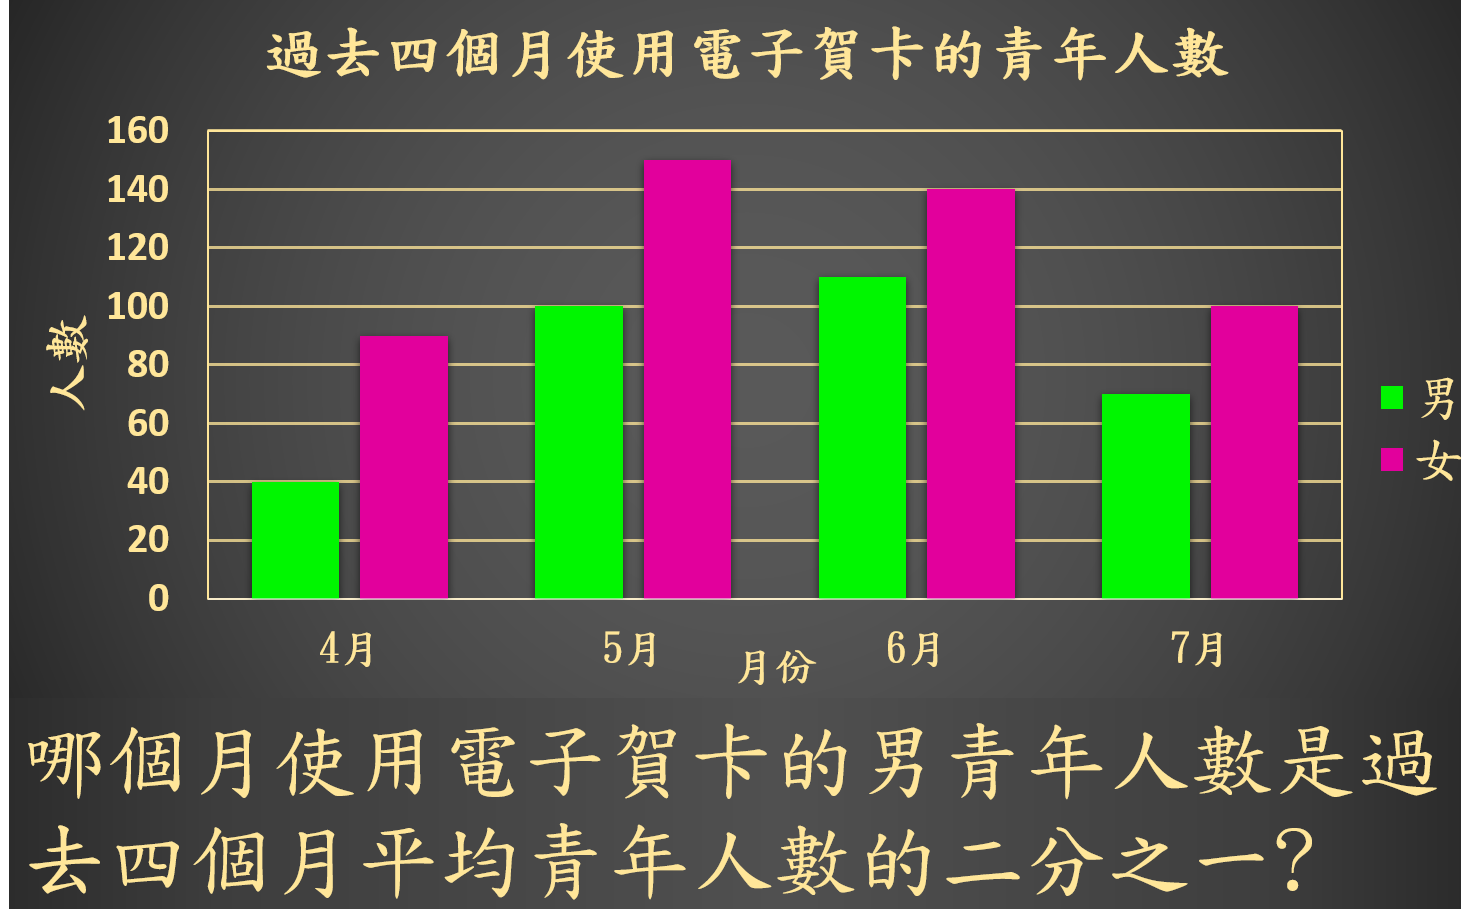 過去四個月使用電子賀卡的青年人數
160
140
120
100
80
60
40
20
0
人數
4月
5月
6月
7月
月份
男
女
哪個月使用電子賀卡的男青年人數是過
去四個月平均青年人數的二分之一?